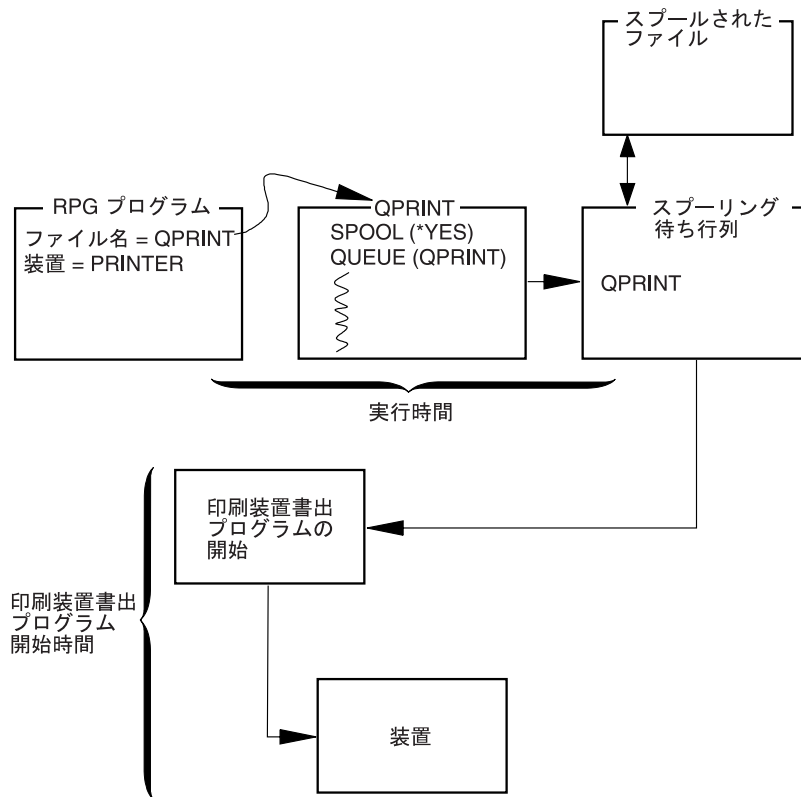 スプールされた
ファイル
RPG プログラム
ファイル名 = QPRINT
装置 = PRINTER
QPRINT
SPOOL (*YES)
QUEUE (QPRINT)
スプーリング
待ち行列
QPRINT
実行時間
印刷装置書出
プログラムの
開始
印刷装置書出
プログラム
開始時間
装置